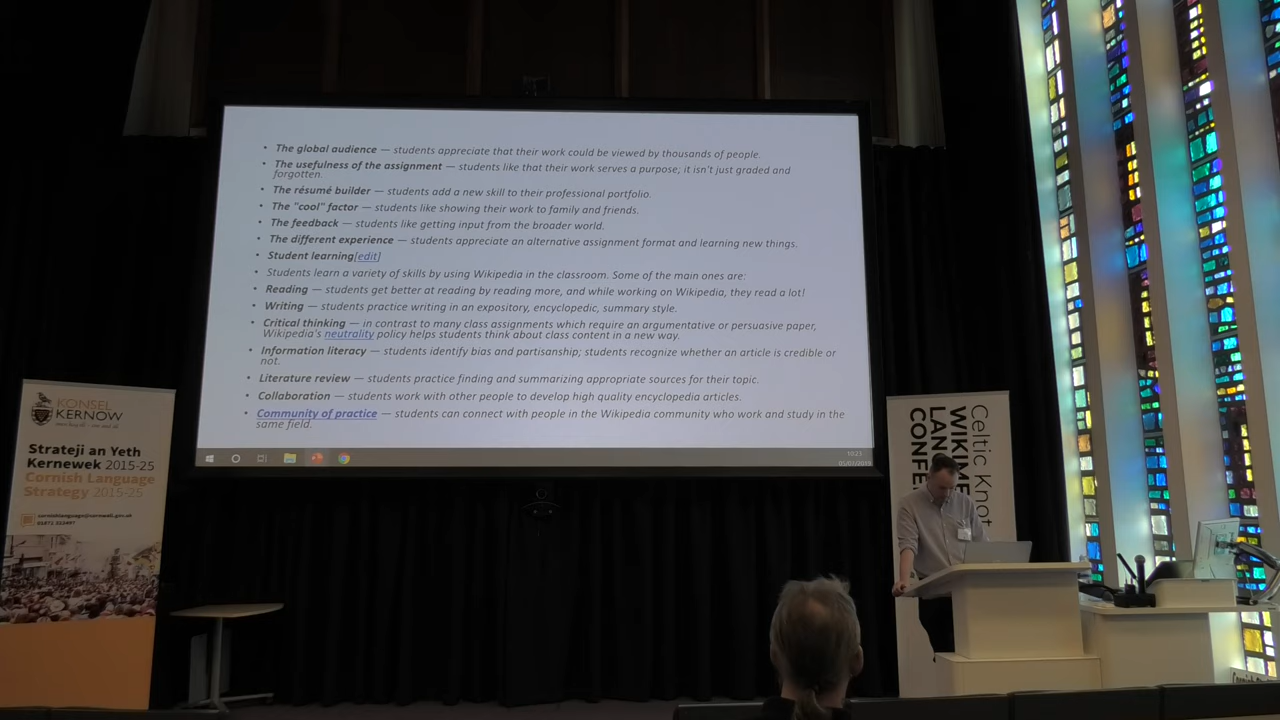 The global audience — students appreciate that their work could be viewed by thousands of people.
The usefulness of the assignment — students like that their work serves a purpose; it isn't just graded and
forgotten.
The résumé builder — students add a new skill to their professional portfolio.
The "cool" factor — students like showing their work to family and friends.
The feedback — students like getting input from the broader world.
The different experience — students appreciate an alternative assignment format and learning new things.
Student learning[edit]
Students learn a variety of skills by using Wikipedia in the classroom. Some of the main ones are:
Reading — students get better at reading by reading more, and while working on Wikipedia, they read a lot!
Writing — students practice writing in an expository, encyclopedic, summary style.
Critical thinking — in contrast to many class assignments which require an argumentative or persuasive paper,
Wikipedia's neutrality policy helps students think about class content in a new way.
Information literacy — students identify bias and partisanship; students recognize whether an article is credible or
not.
Literature review — students practice finding and summarizing appropriate sources for their topic.
Collaboration — students work with other people to develop high quality encyclopedia articles.
Community of practice — students can connect with people in the Wikipedia community who work and study in the
same field.
10:23
KONSEL
KERNOW
Strateji an Yeth
Kernewek 2015-25
Cornish Language
Strategy 2015-25
cornishlanguage@cornwall.gov.uk
Celtic Knot
WIKIME
LANG
CONFE